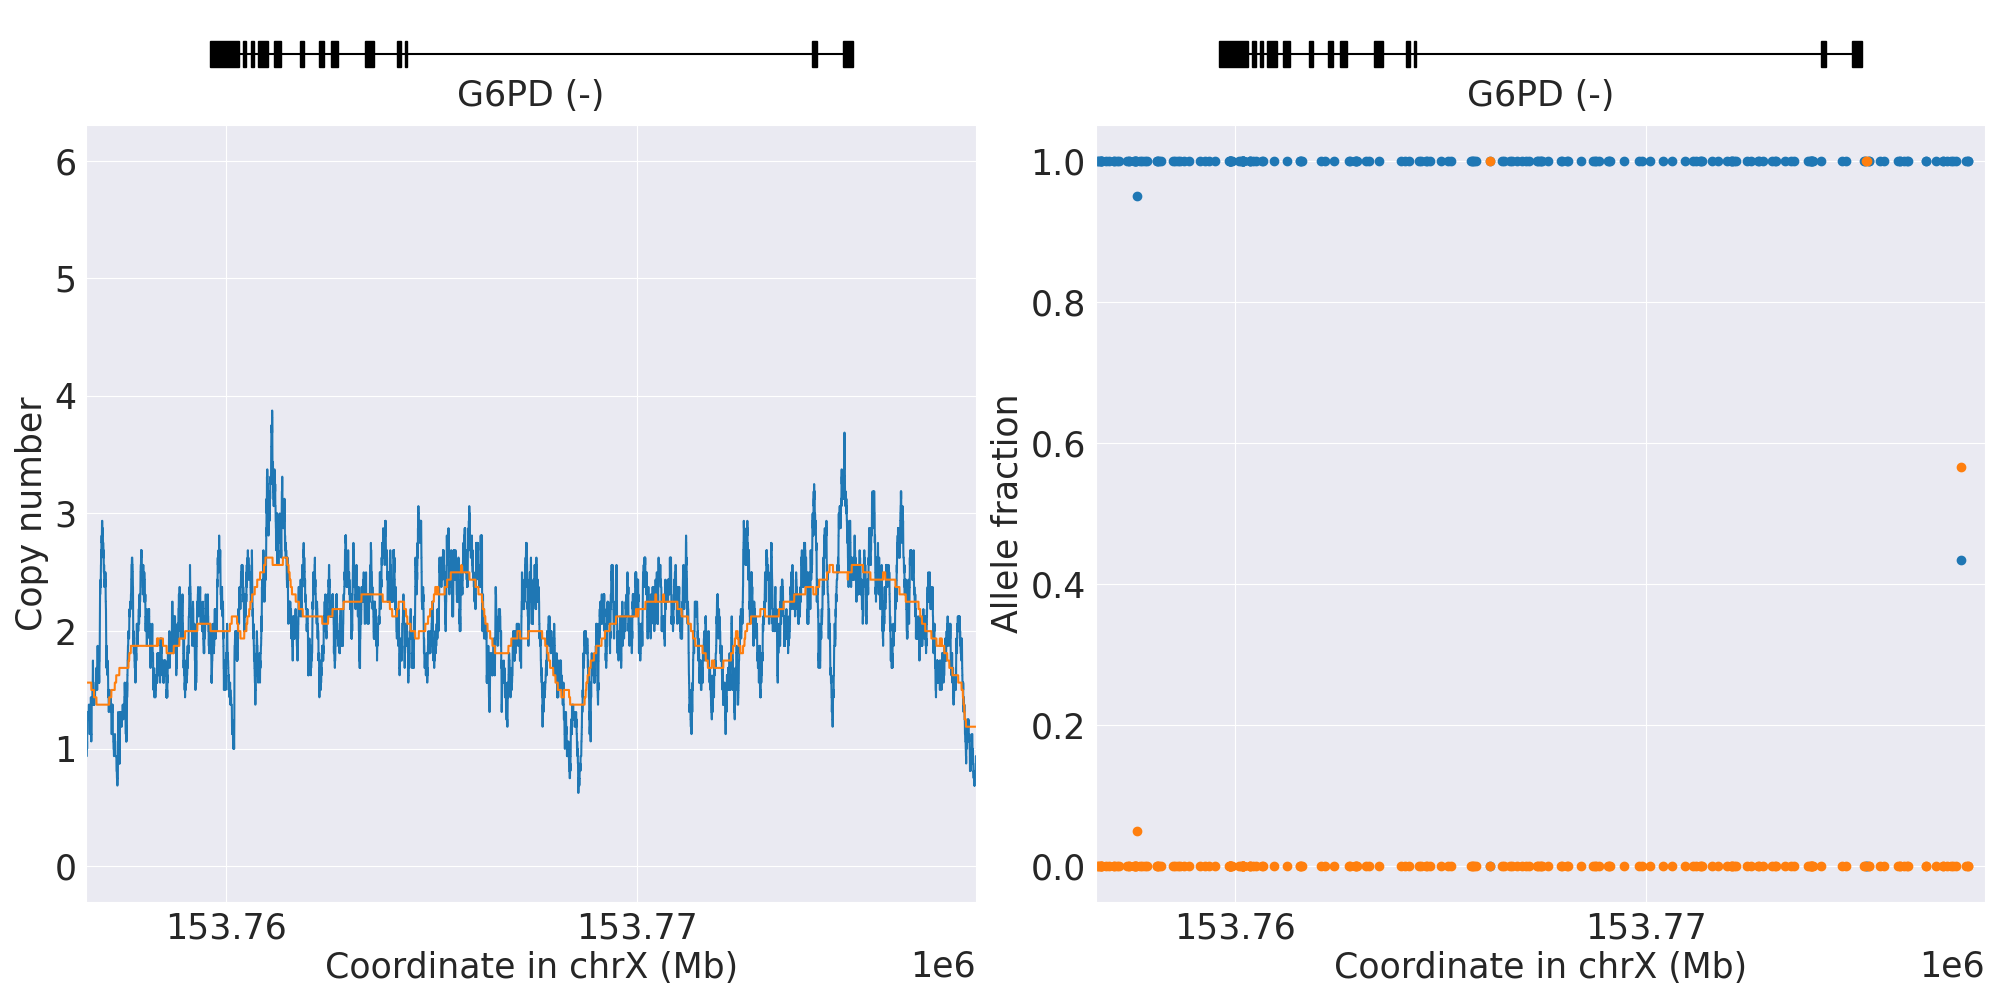 G6PD (-)
6
5
4
3
2
1
0
Copy number
153.76
153.77
Coordinate in chrX (Mb)
1e6
G6PD (-)
1.0
0.8
0.6
0.4
0.2
0.0
Allele fraction
153.76
153.77
Coordinate in chrX (Mb)
1e6